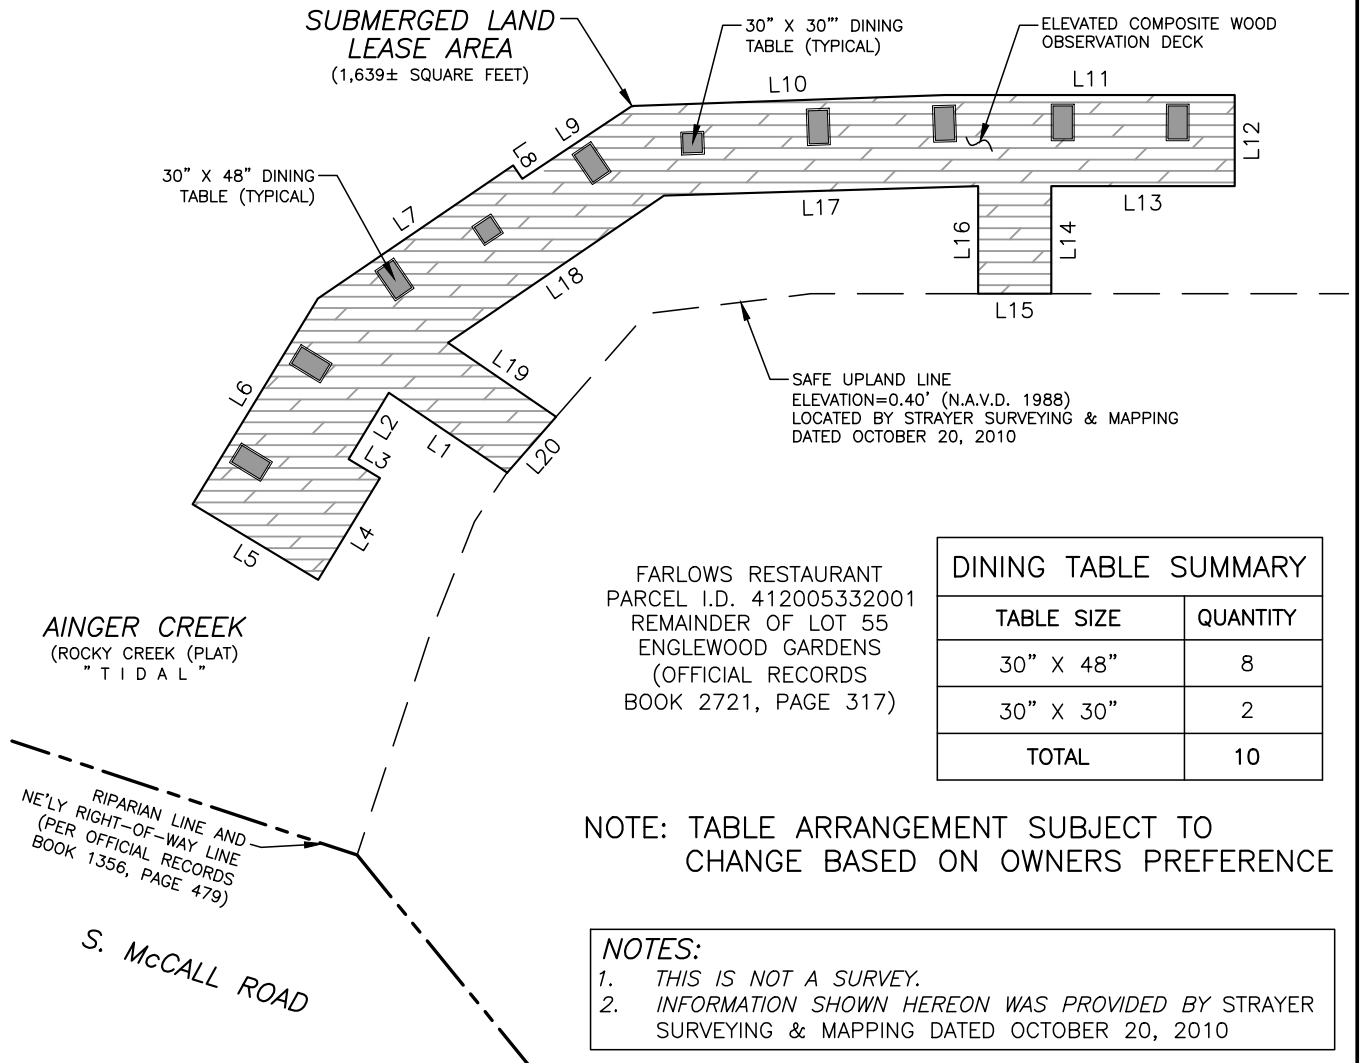 SUBMERGED LAND
LEASE AREA
(1,639± SQUARE FEET)
30" X 30"' DINING
TABLE (TYPICAL)
ELEVATED COMPOSITE WOOD
OBSERVATION DECK
L10
L11
L12
L9
L8
30" X 48" DINING
TABLE (TYPICAL)
L7
L17
L13
L16
L14
L18
L15
L19
L6
L2
L1
L3
L20
L4
L5
SAFE UPLAND LINE
ELEVATION=0.40' (N.A.V.D. 1988)
LOCATED BY STRAYER SURVEYING & MAPPING
DATED OCTOBER 20, 2010
FARLOWS RESTAURANT
PARCEL I.D. 412005332001
REMAINDER OF LOT 55
ENGLEWOOD GARDENS
(OFFICIAL RECORDS
BOOK 2721, PAGE 317)
DINING TABLE SUMMARY
TABLE SIZE QUANTITY
30" X 48" 8
30" X 30" 2
TOTAL 10
AINGER CREEK
(ROCKY CREEK (PLAT)
" T I D A L "
RIPARIAN LINE AND
NE'LY RIGHT-OF-WAY LINE
(PER OFFICIAL RECORDS
BOOK 1356, PAGE 479)
S. McCALL ROAD
NOTE: TABLE ARRANGEMENT SUBJECT TO
CHANGE BASED ON OWNERS PREFERENCE
NOTES:
1. THIS IS NOT A SURVEY.
2. INFORMATION SHOWN HEREON WAS PROVIDED BY STRAYER
SURVEYING & MAPPING DATED OCTOBER 20, 2010